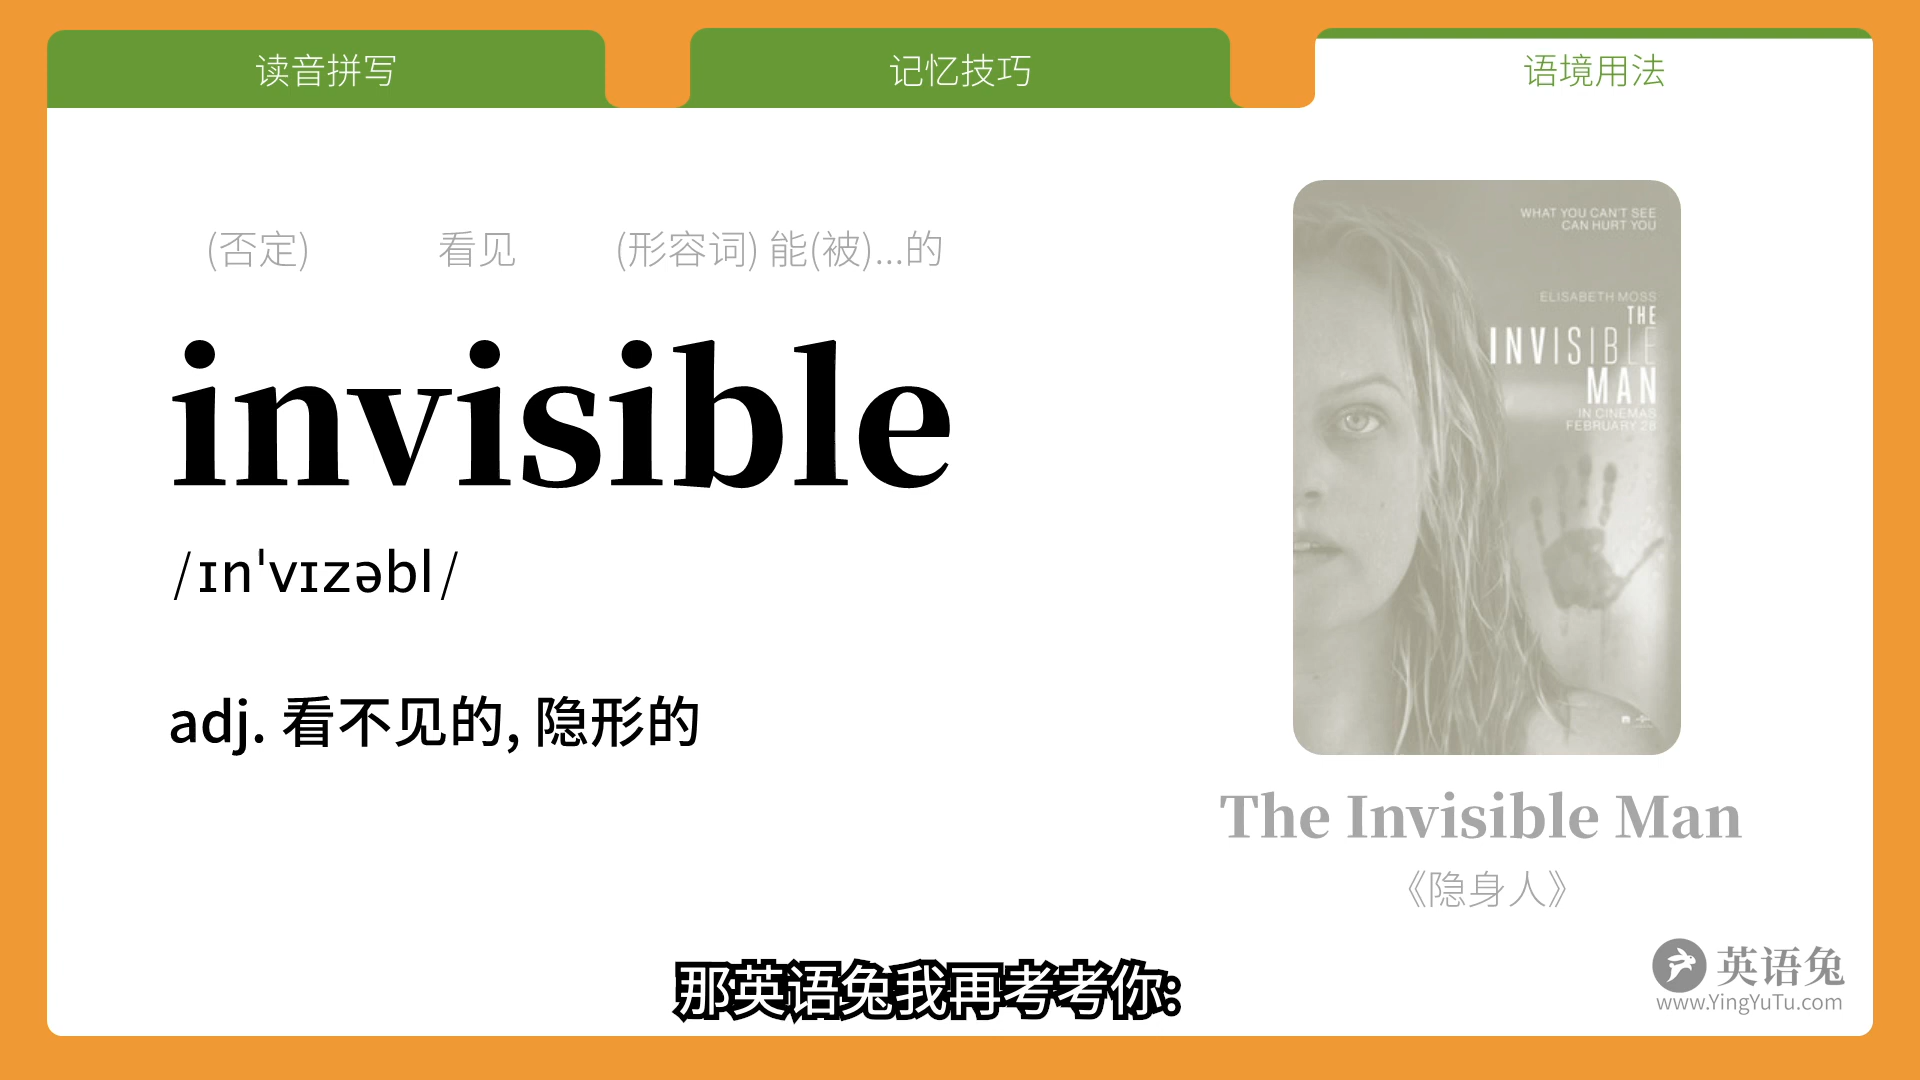 读音拼写
记忆技巧
语境用法
(否定) 看见 (形容词) 能(被)...的
invisible
/ɪnˈvɪzəbl/
adj. 看不见的, 隐形的
WHAT YOU CAN'T SEE
CAN HURT YOU
ELISABETH MOSS
THE
INVISIBLE
MAN
IN CINEMAS
FEBRUARY 28
The Invisible Man
《隐身人》
那英语兔我再考考你:
英语兔
www.YingYuTu.com